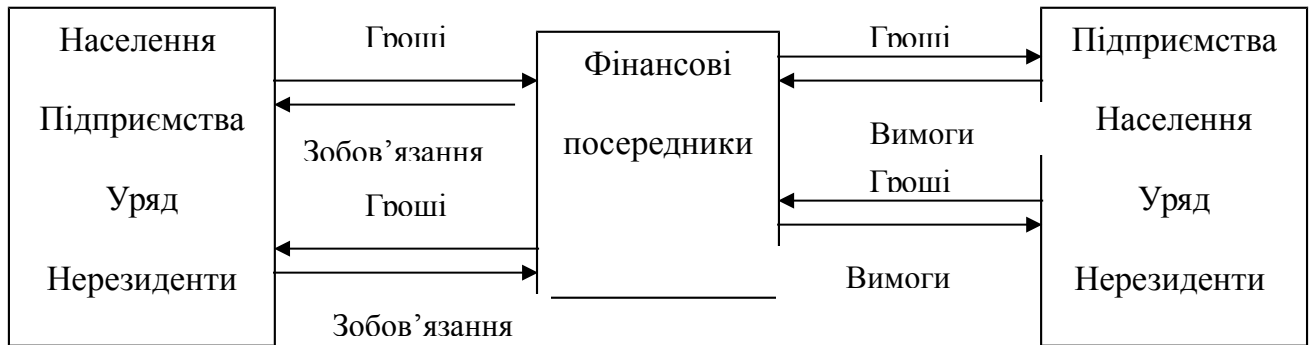 Населення
Підприємства
Уряд
Нерезиденти
Гроші
Зобов’язання
Гроші
Зобов’язання
Фінансові
посередники
Гроші
Вимоги
Гроші
Вимоги
Підприємства
Населення
Уряд
Нерезиденти